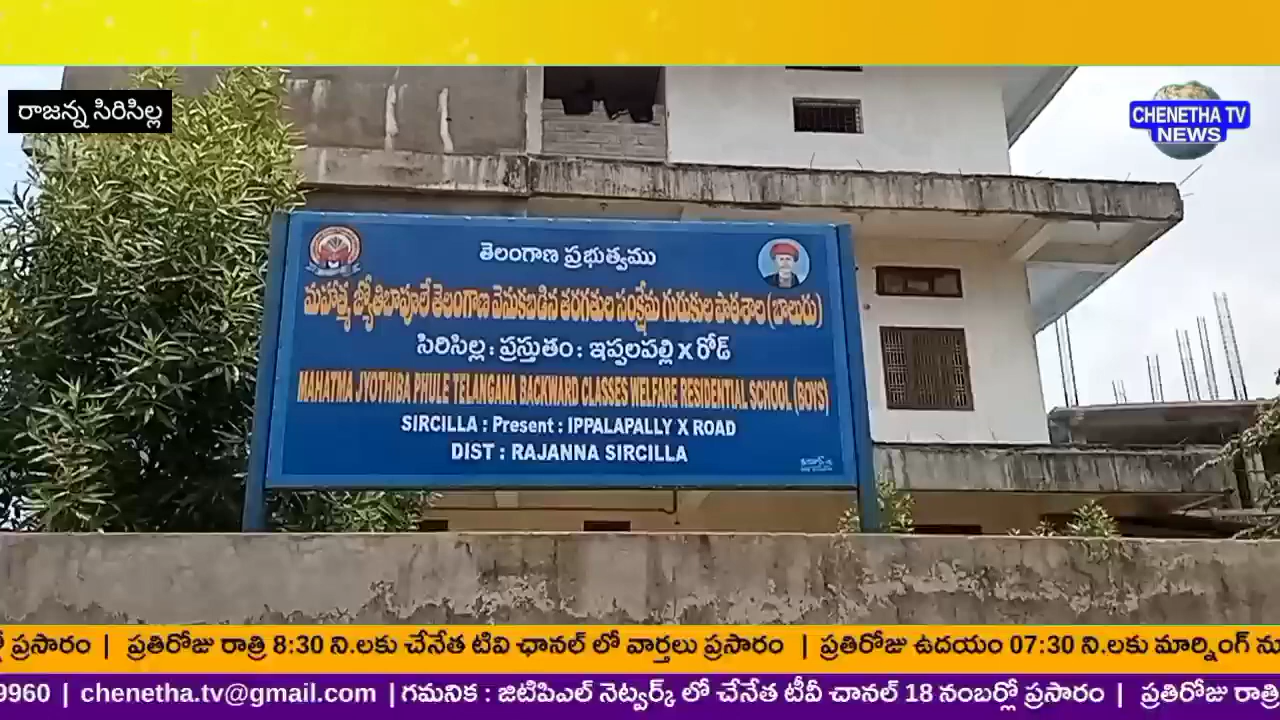 రాజన్న సిరిసిల్ల
CHENETHA TV
NEWS
తెలంగాణ ప్రభుత్వము
మహాత్మ జ్యోతిబాపూలే తెలంగాణ వెనుకబడిన తరగతుల సంక్షేమ గురుకుల పాఠశాల (బాలురు)
సిరిసిల్ల : ప్రస్తుతం : ఇప్పలపల్లి x రోడ్
MAHATMA JYOTHIBA PHULE TELANGANA BACKWARD CLASSES WELFARE RESIDENTIAL SCHOOL (BOYS)
SIRCILLA : Present : IPPALAPALLY X ROAD
DIST : RAJANNA SIRCILLA
ప్రసారం | ప్రతిరోజు రాత్రి 8:30 ని.లకు చేనేత టివి ఛానల్ లో వార్తలు ప్రసారం | ప్రతిరోజు ఉదయం 07:30 ని.లకు మార్నింగ్ ను
9960 | chenetha.tv@gmail.com | గమనిక : జిటిపిఎల్ నెట్వర్క్ లో చేనేత టీవీ చానల్ 18 నంబర్లో ప్రసారం | ప్రతిరోజు రాత్రి